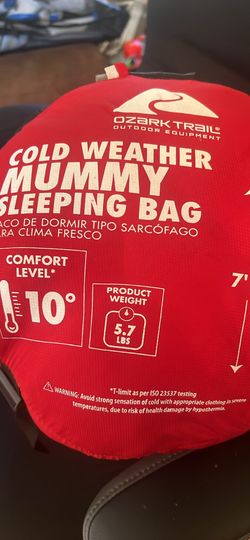 OZARK TRAIL
OUTDOOR EQUIPMENT
COLD WEATHER
MUMMY
SLEEPING BAG
ACO DE DORMIR TIPO SARCÓFAGO
RA CLIMA FRESCO
COMFORT
LEVEL*
10°
PRODUCT
WEIGHT
5.7
LBS
7'
*T-limit as per ISO 23537 testing
WARNING: Avoid strong sensation of cold with appropriate clothing in severe
temperatures, due to risk of health damage by hypothermia.